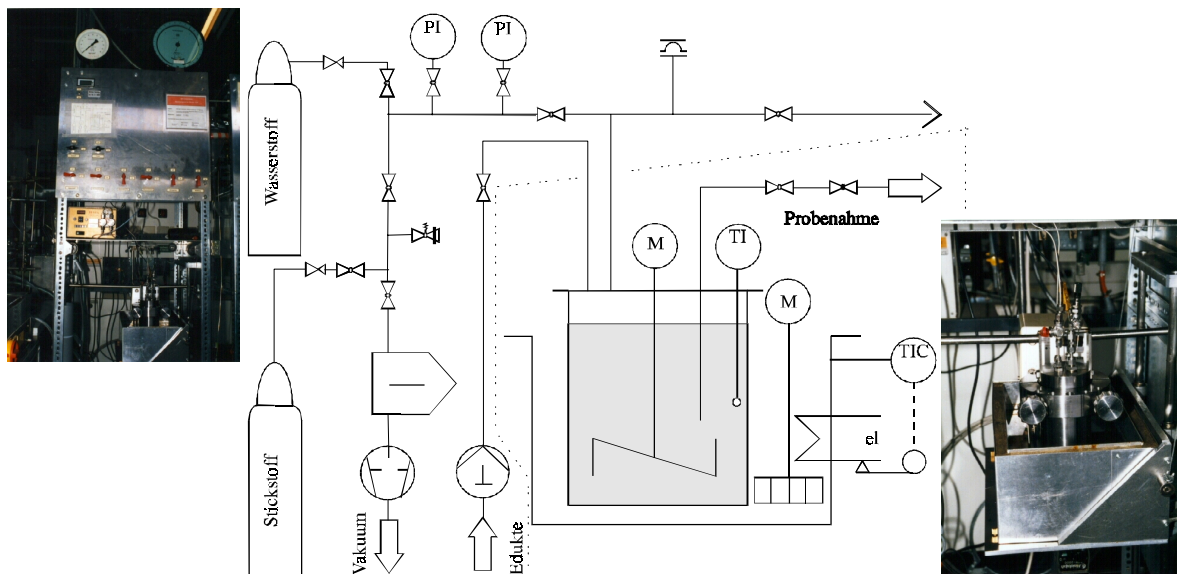 PI
PI
Wasserstoff
Probenahme
M
TI
M
TIC
el
Stickstoff
Vakuum
Edukte